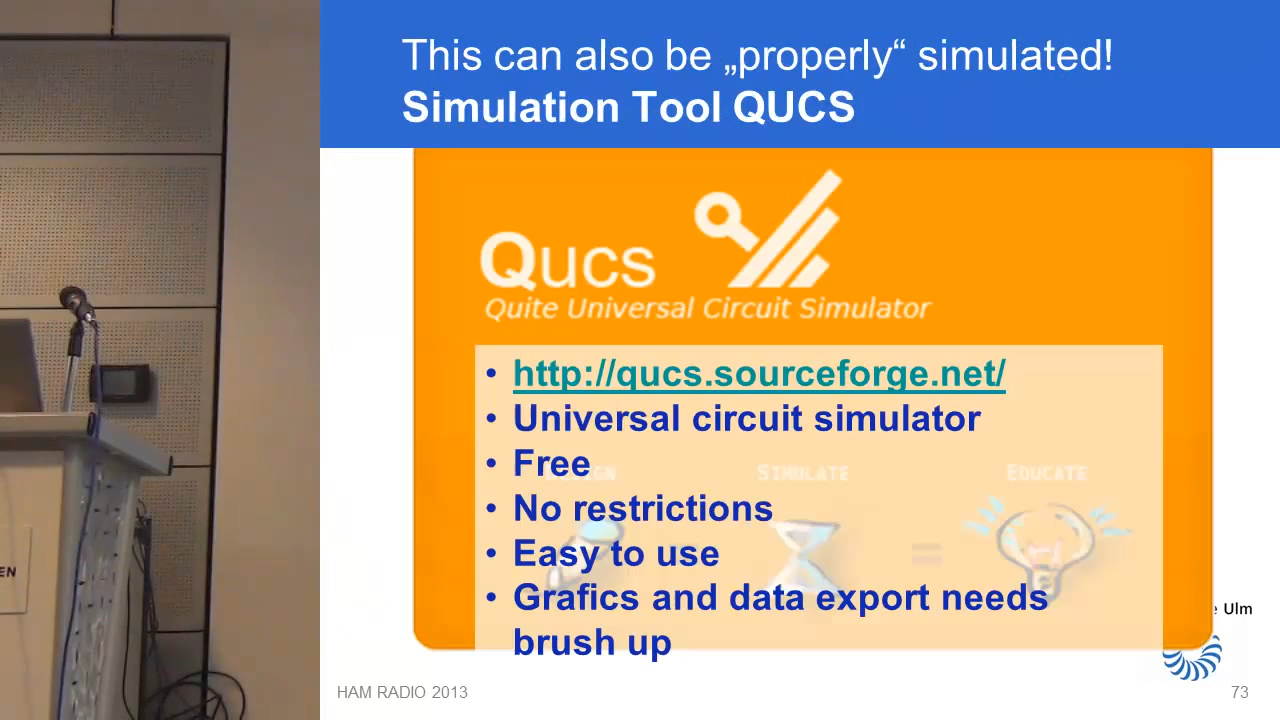 This can also be „properly“ simulated!
Simulation Tool QUCS
Qucs
Quite Universal Circuit Simulator
• http://qucs.sourceforge.net/
• Universal circuit simulator
• Free
• No restrictions
• Easy to use
• Grafics and data export needs
brush up
SIMULATE
EDUCATE
EN
e Ulm
HAM RADIO 2013
73